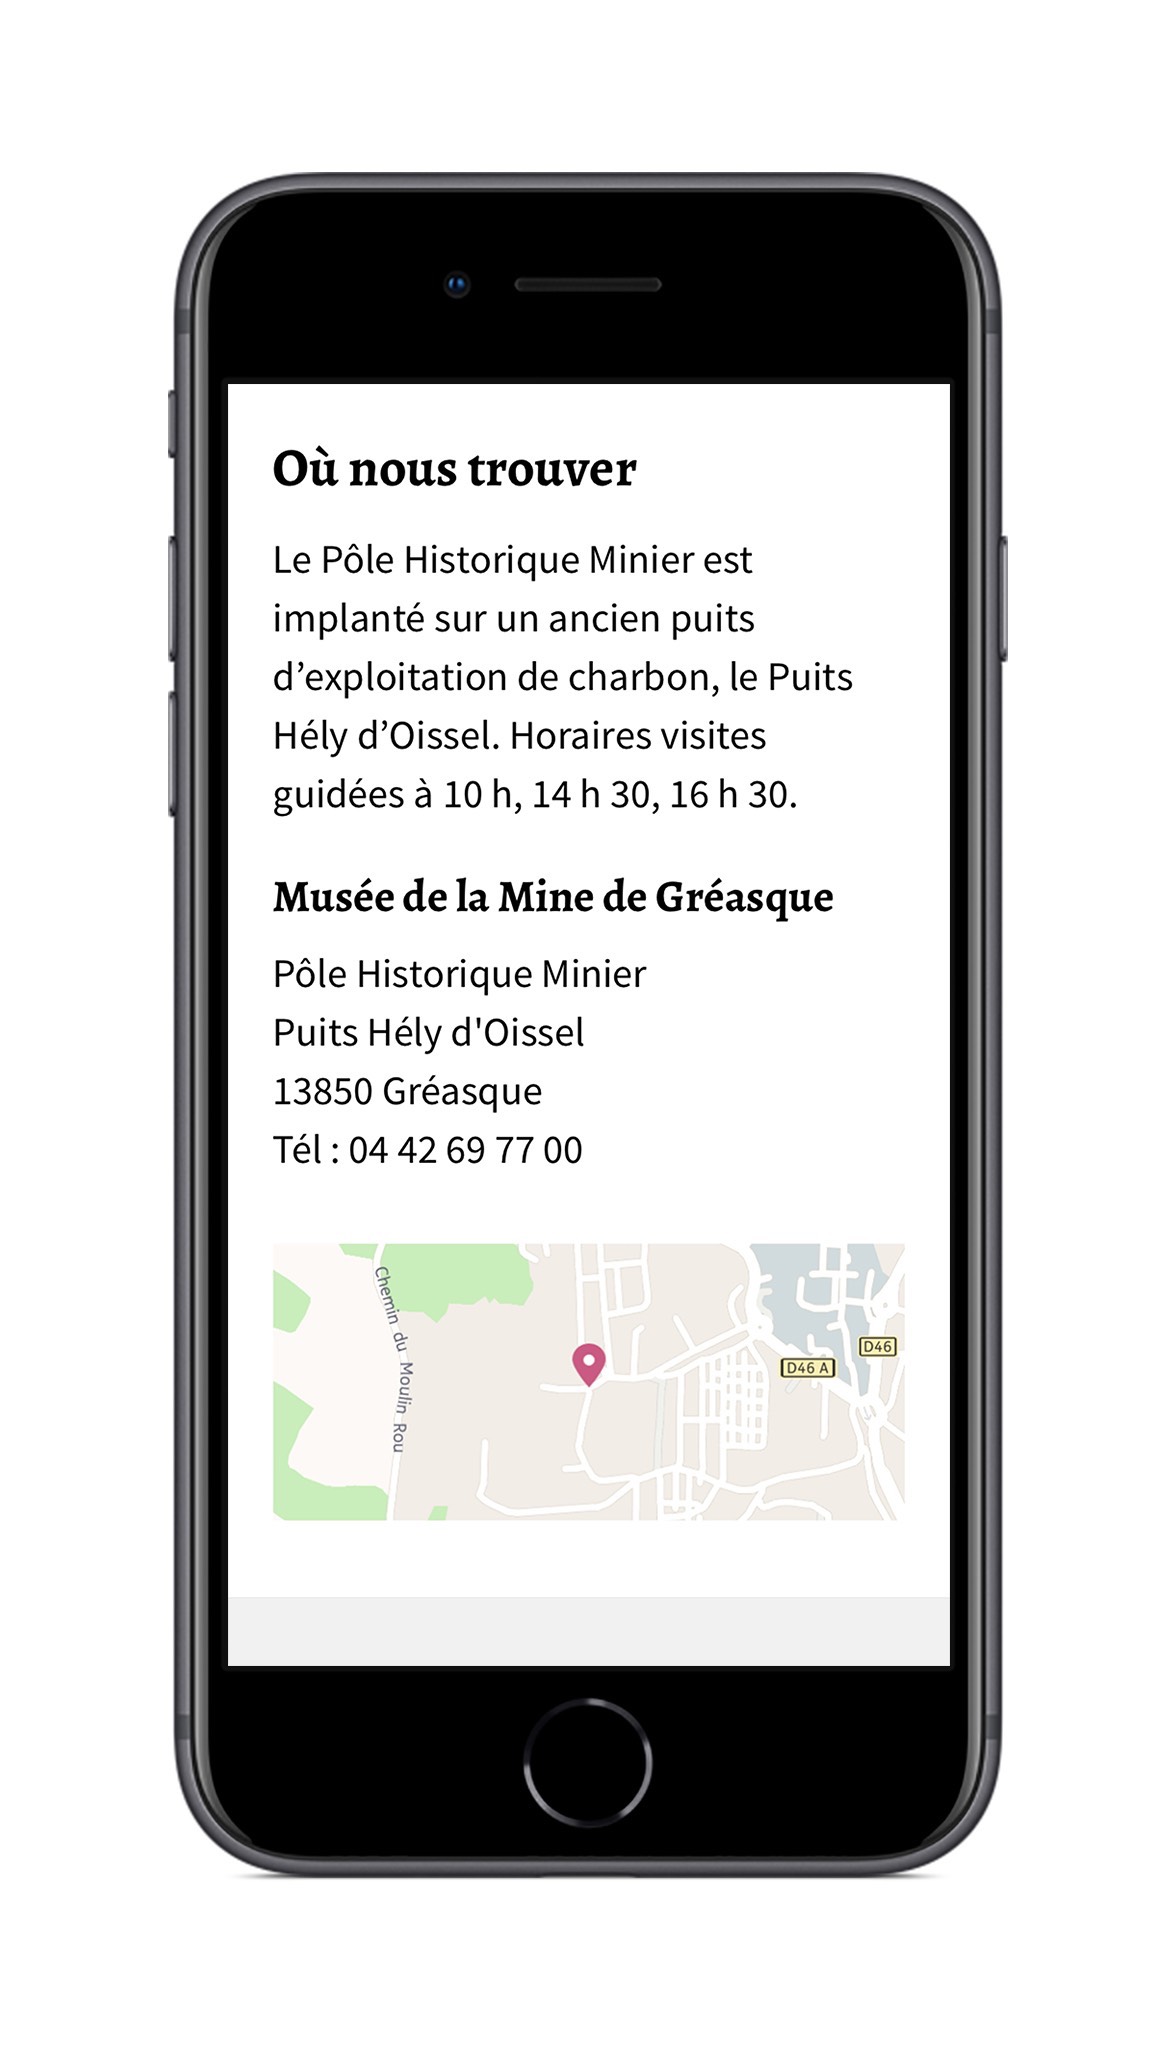 Où nous trouver
Le Pôle Historique Minier est
implanté sur un ancien puits
d’exploitation de charbon, le Puits
Hély d’Oissel. Horaires visites
guidées à 10 h, 14 h 30, 16 h 30.
Musée de la Mine de Gréasque
Pôle Historique Minier
Puits Hély d'Oissel
13850 Gréasque
Tél : 04 42 69 77 00
Chemin du Moulin Rou
D46
D46 A